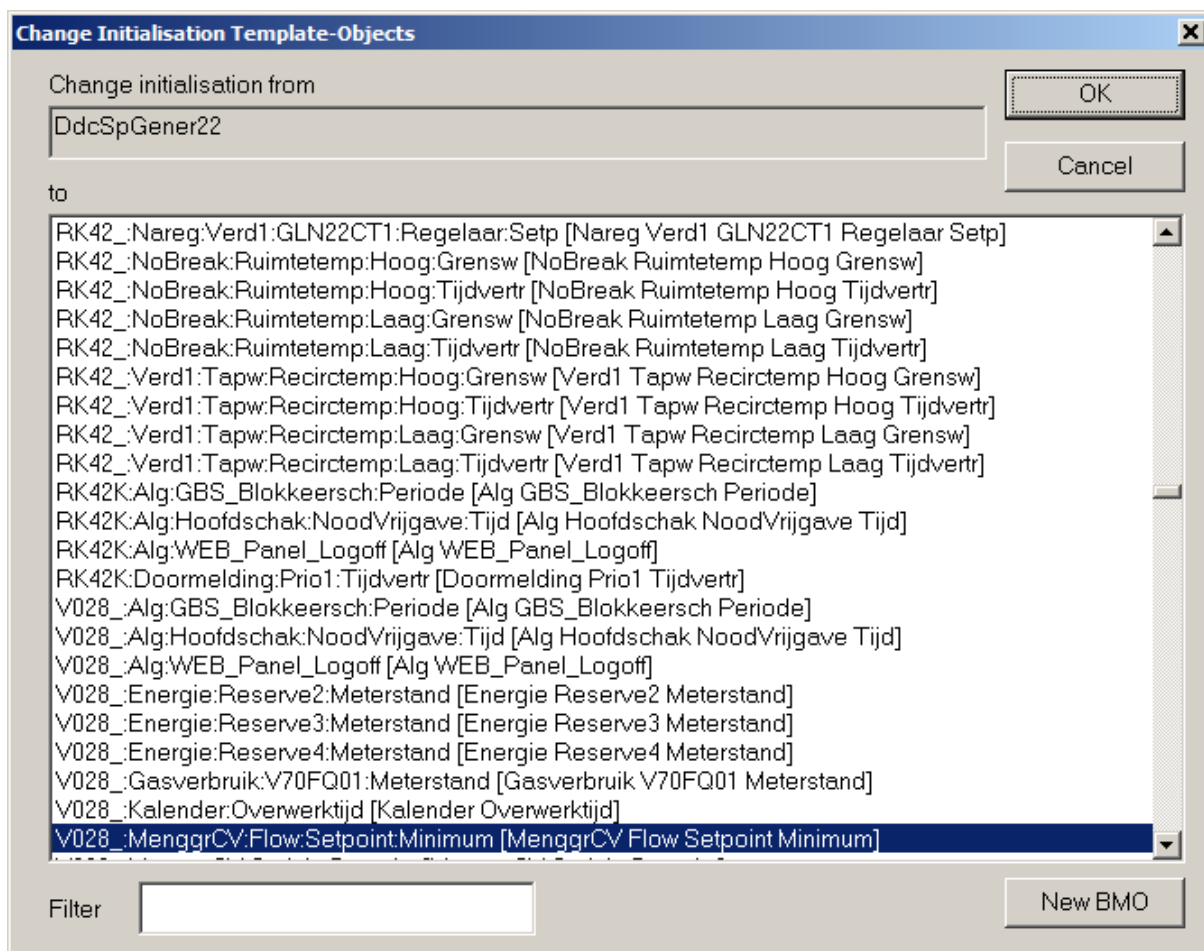 Change Initialisation Template-Objects
Change initialisation from
OK
DdcSpGener22
Cancel
to
RK42_:Nareg:Verd1:GLN22CT1:Regelaar:Setp [Nareg Verd1 GLN22CT1 Regelaar Setp]
RK42_:NoBreak:Ruimtetemp:Hoog:Grensw [NoBreak Ruimtetemp Hoog Grensw]
RK42_:NoBreak:Ruimtetemp:Hoog:Tijdvertr [NoBreak Ruimtetemp Hoog Tijdvertr]
RK42_:NoBreak:Ruimtetemp:Laag:Grensw [NoBreak Ruimtetemp Laag Grensw]
RK42_:NoBreak:Ruimtetemp:Laag:Tijdvertr [NoBreak Ruimtetemp Laag Tijdvertr]
RK42_:Verd1:Tapw:Recirctemp:Hoog:Grensw [Verd1 Tapw Recirctemp Hoog Grensw]
RK42_:Verd1:Tapw:Recirctemp:Hoog:Tijdvertr [Verd1 Tapw Recirctemp Hoog Tijdvertr]
RK42_:Verd1:Tapw:Recirctemp:Laag:Grensw [Verd1 Tapw Recirctemp Laag Grensw]
RK42_:Verd1:Tapw:Recirctemp:Laag:Tijdvertr [Verd1 Tapw Recirctemp Laag Tijdvertr]
RK42K:Alg:GBS_Blokkeersch:Periode [Alg GBS_Blokkeersch Periode]
RK42K:Alg:Hoofdschak:NoodVrijgave:Tijd [Alg Hoofdschak NoodVrijgave Tijd]
RK42K:Alg:WEB_Panel_Logoff [Alg WEB_Panel_Logoff]
RK42K:Doormelding:Prio1:Tijdvertr [Doormelding Prio1 Tijdvertr]
V028_:Alg:GBS_Blokkeersch:Periode [Alg GBS_Blokkeersch Periode]
V028_:Alg:Hoofdschak:NoodVrijgave:Tijd [Alg Hoofdschak NoodVrijgave Tijd]
V028_:Alg:WEB_Panel_Logoff [Alg WEB_Panel_Logoff]
V028_:Energie:Reserve2:Meterstand [Energie Reserve2 Meterstand]
V028_:Energie:Reserve3:Meterstand [Energie Reserve3 Meterstand]
V028_:Energie:Reserve4:Meterstand [Energie Reserve4 Meterstand]
V028_:Gasverbruik:V70FQ01:Meterstand [Gasverbruik V70FQ01 Meterstand]
V028_:Kalender:Overwerktijd [Kalender Overwerktijd]
V028_:MenggrCV:Flow:Setpoint:Minimum [MenggrCV Flow Setpoint Minimum]
Filter
New BMO